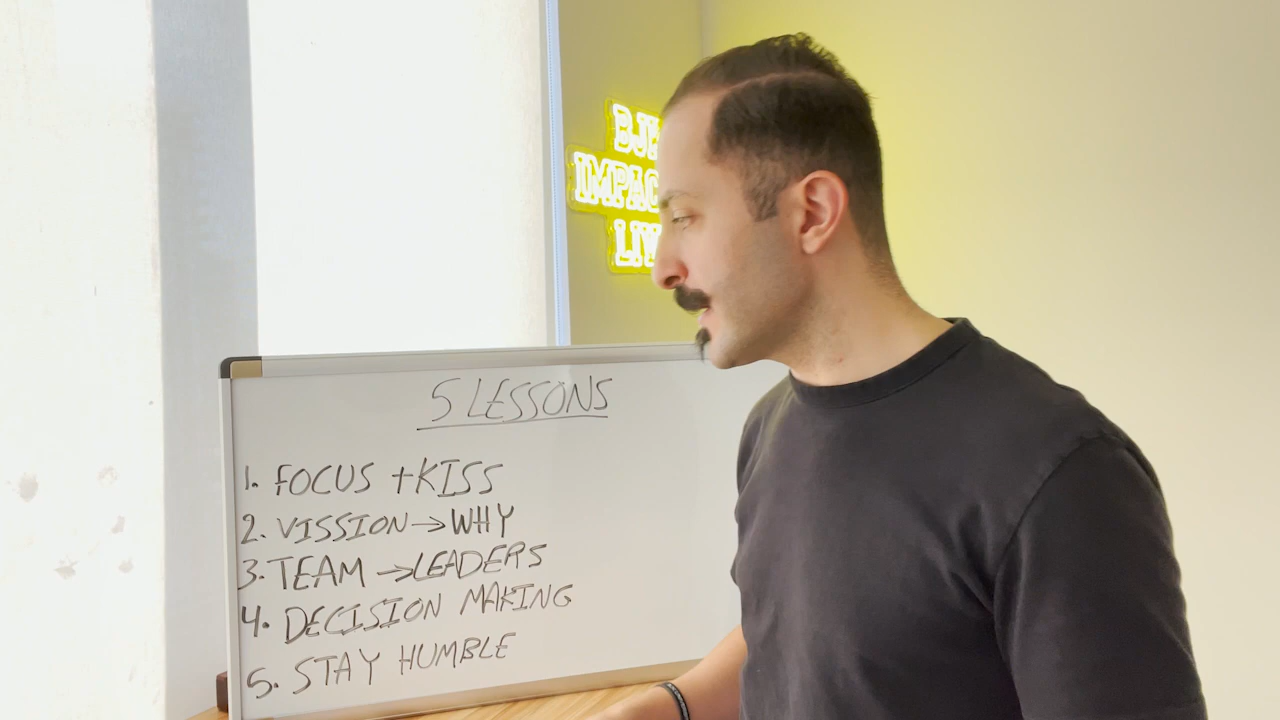 5 LESSONS
1. FOCUS + KISS
2. VISSION → WHY
3. TEAM → LEADERS
4. DECISION MAKING
5. STAY HUMBLE